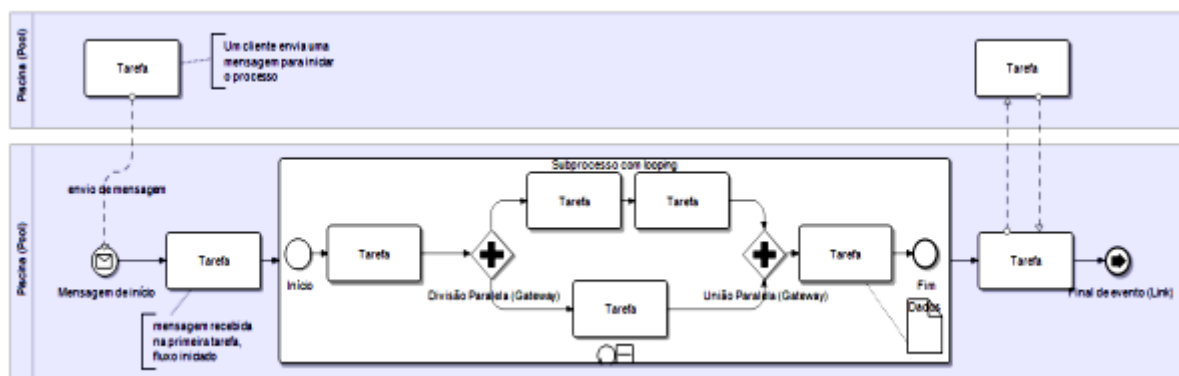 Piscina (Pool)
Tarefa
Um cliente envia uma
mensagem para iniciar
o processo
Tarefa
Piscina (Pool)
envio de mensagem
Mensagem de início
Tarefa
mensagem recebida
na primeira tarefa,
fluxo iniciado
Subprocesso com looping
Início
Tarefa
Divisão Paralela (Gateway)
Tarefa
Tarefa
Tarefa
União Paralela (Gateway)
Tarefa
Fim
Dados
Tarefa
Final de evento (Link)